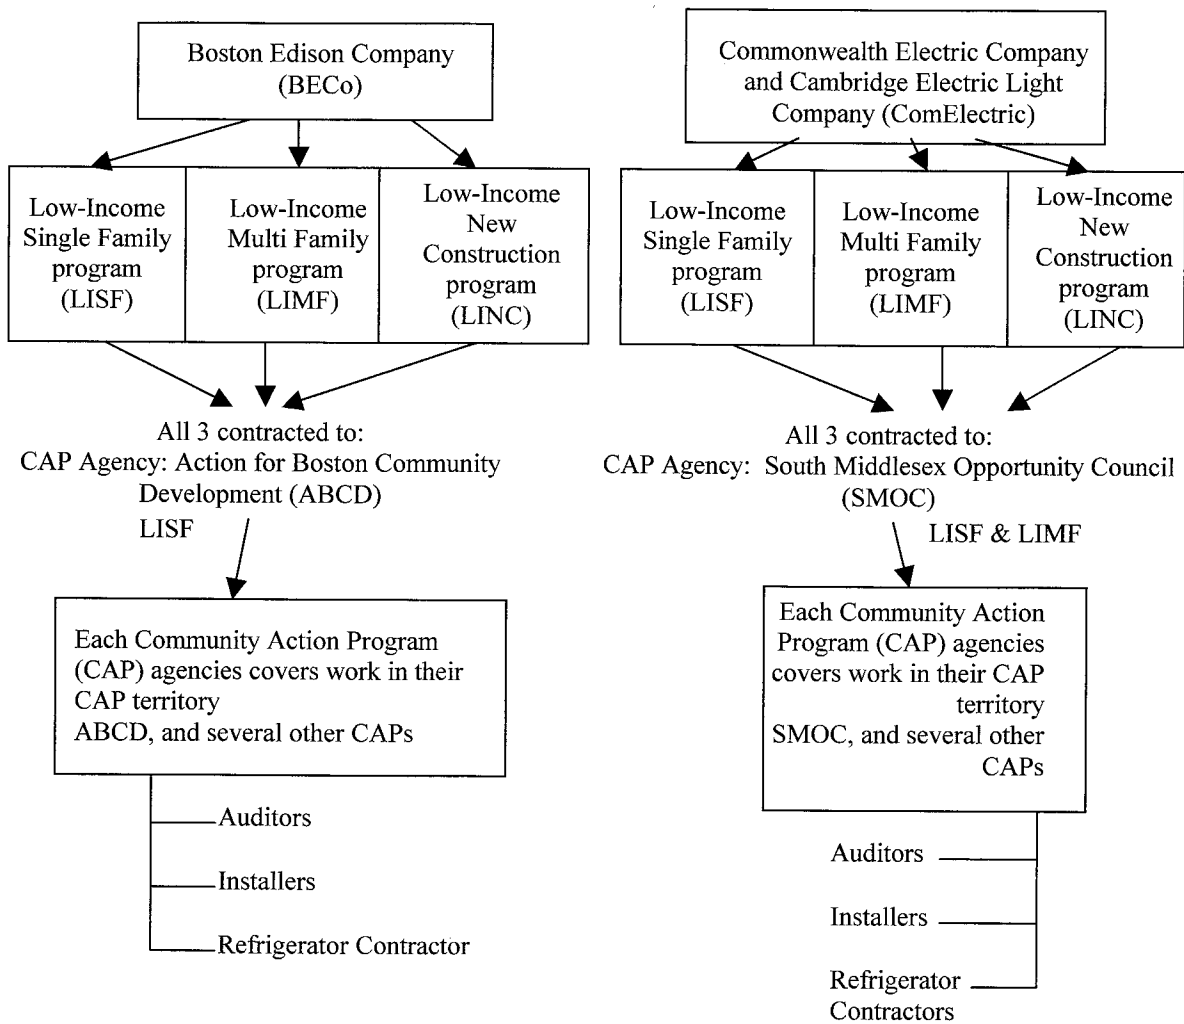 Boston Edison Company
(BECo)
Low-Income
Single Family
program
(LISF)
Low-Income
Multi Family
program
(LIMF)
Low-Income
New
Construction
program
(LINC)
All 3 contracted to:
CAP Agency: Action for Boston Community
Development (ABCD)
LISF
Each Community Action Program
(CAP) agencies covers work in their
CAP territory
ABCD, and several other CAPs
Auditors
Installers
Refrigerator Contractor
Commonwealth Electric Company
and Cambridge Electric Light
Company (ComElectric)
Low-Income
Single Family
program
(LISF)
Low-Income
Multi Family
program
(LIMF)
Low-Income
New
Construction
program
(LINC)
All 3 contracted to:
CAP Agency: South Middlesex Opportunity Council
(SMOC)
LISF & LIMF
Each Community Action
Program (CAP) agencies
covers work in their CAP
territory
SMOC, and several other
CAPs
Auditors
Installers
Refrigerator
Contractors